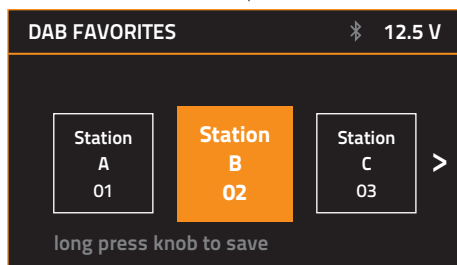 DAB FAVORITES 12.5 V
Station Station Station
A B C >
01 02 03
long press knob to save